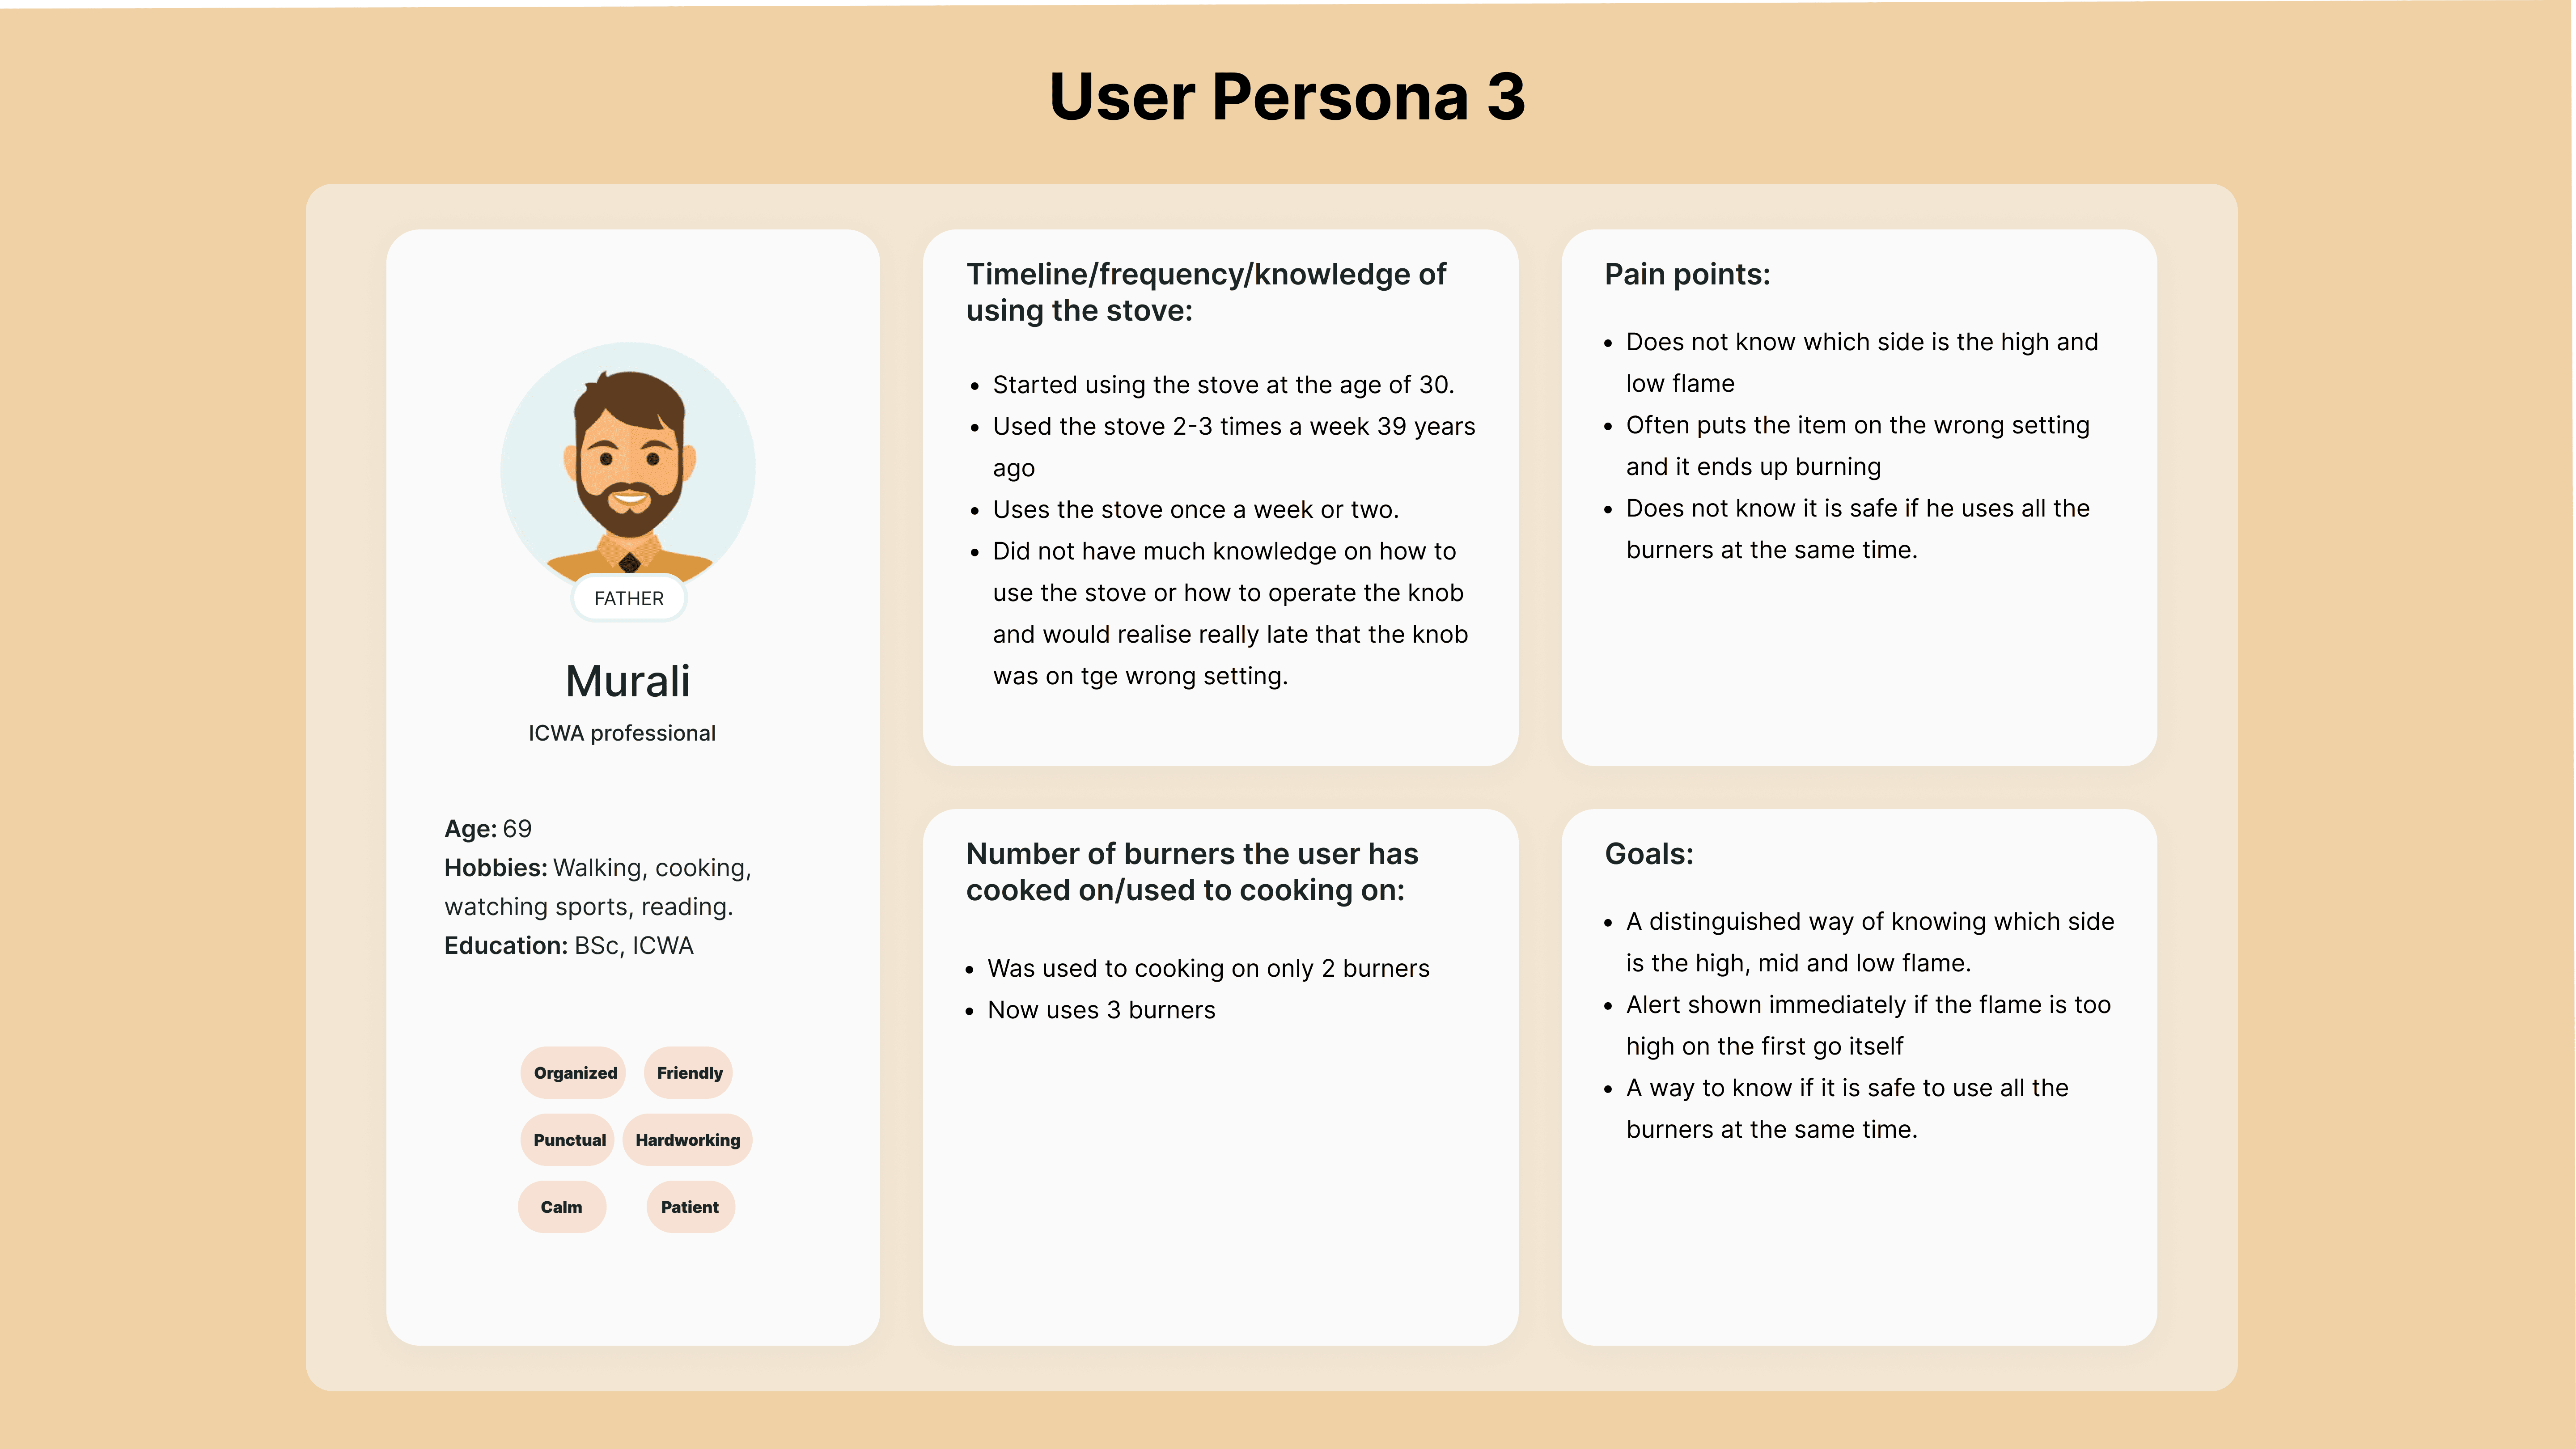 User Persona 3
FATHER
Murali
ICWA professional
Age: 69
Hobbies: Walking, cooking,
watching sports, reading.
Education: BSc, ICWA
Organized Friendly
Punctual Hardworking
Calm Patient
Timeline/frequency/knowledge of
using the stove:
• Started using the stove at the age of 30.
• Used the stove 2-3 times a week 39 years
ago
• Uses the stove once a week or two.
• Did not have much knowledge on how to
use the stove or how to operate the knob
and would realise really late that the knob
was on tge wrong setting.
Pain points:
• Does not know which side is the high and
low flame
• Often puts the item on the wrong setting
and it ends up burning
• Does not know it is safe if he uses all the
burners at the same time.
Number of burners the user has
cooked on/used to cooking on:
• Was used to cooking on only 2 burners
• Now uses 3 burners
Goals:
• A distinguished way of knowing which side
is the high, mid and low flame.
• Alert shown immediately if the flame is too
high on the first go itself
• A way to know if it is safe to use all the
burners at the same time.